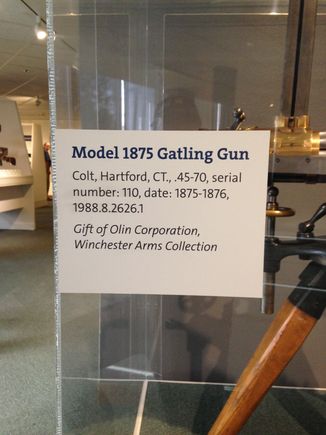 Model 1875 Gatling Gun
Colt, Hartford, CT., .45-70, serial
number: 110, date: 1875-1876,
1988.8.2626.1
Gift of Olin Corporation,
Winchester Arms Collection